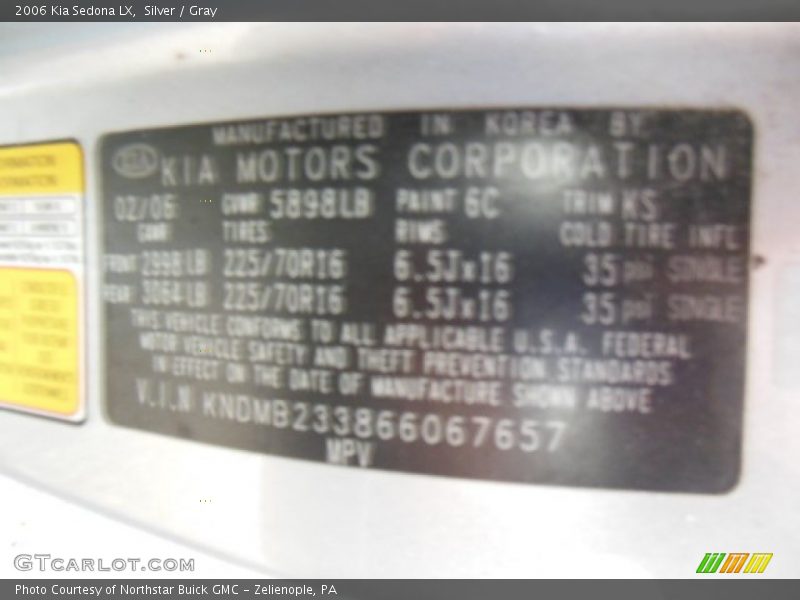 2006 Kia Sedona LX, Silver / Gray
MANUFACTURED IN KOREA BY:
KIA KIA MOTORS CORPORATION
02/06 GVWR 5898LB PAINT 6C TRIM KS
GAWR TIRES RIMS COLD TIRE INFL
FRONT 2998LB 225/70R16 6.5Jx16 35 psi SINGLE
REAR 3064LB 225/70R16 6.5Jx16 35 psi SINGLE
THIS VEHICLE CONFORMS TO ALL APPLICABLE U.S.A. FEDERAL
MOTOR VEHICLE SAFETY AND THEFT PREVENTION STANDARDS
IN EFFECT ON THE DATE OF MANUFACTURE SHOWN ABOVE
V.I.N KNDMB233866067657
MPV
GTCARLOT.COM
Photo Courtesy of Northstar Buick GMC - Zelienople, PA